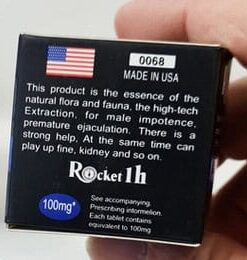 0068
MADE IN USA
This product is the essence of the
natural flora and fauna, the high-tech
Extraction, for male impotence,
premature ejaculation. There is a
strong help, At the same time can
play up fine, kidney and so on.
Rocket 1h
100mg*
See accompanying.
Prescribing information.
Each tablet contains
equivalent to 100mg